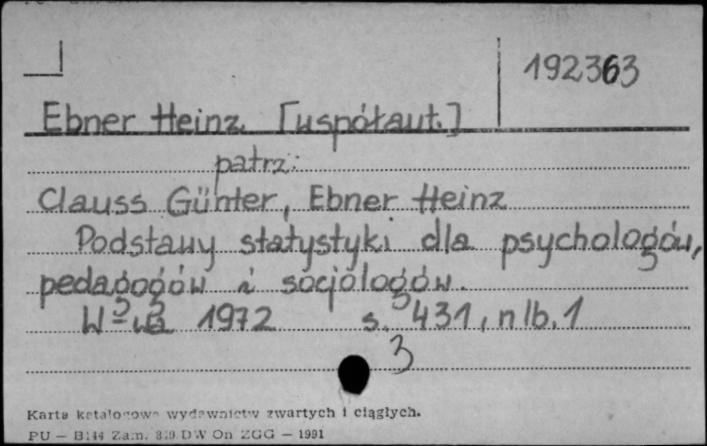 192363
Ebner Heinz [współaut.]
patrz:
Clauss Günter, Ebner Heinz
Podstawy statystyki dla psychologów,
pedagogów i socjologów.
W-wa 1972 s. 431, nlb. 1
3
Karta katalogowa wydawnictw zwartych i ciągłych.
PU — B144 Zam. DW On ZGG — 1991